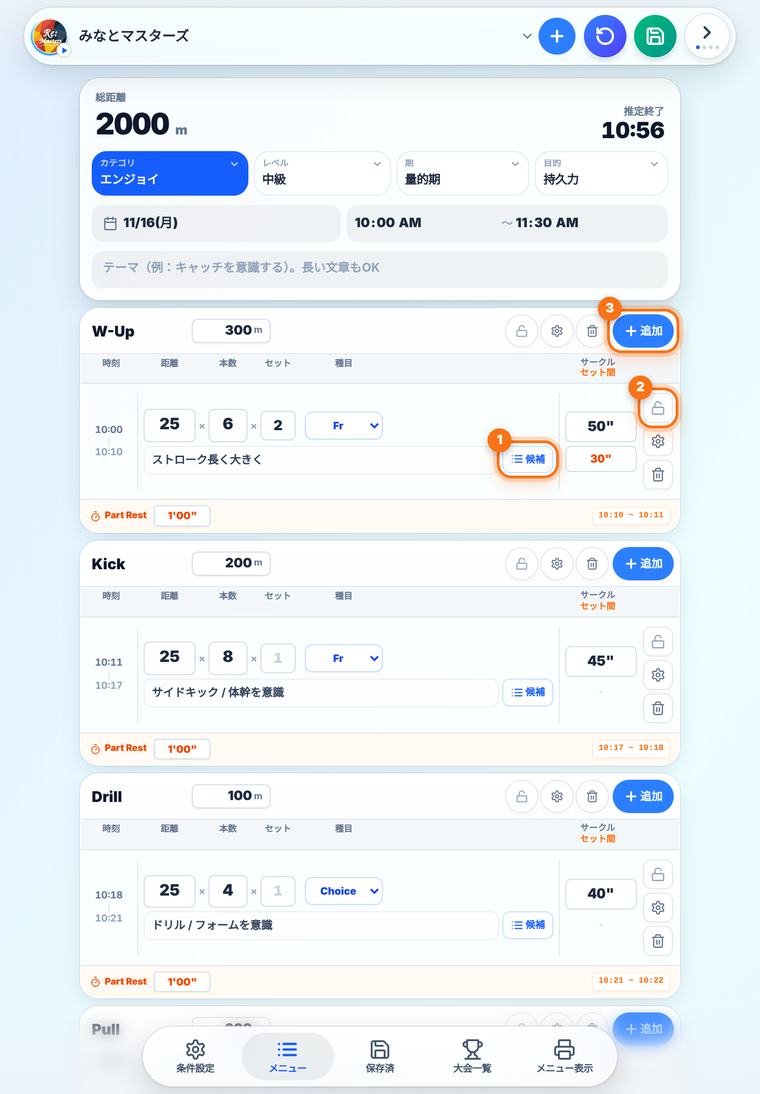 Re:
Masters
みなとマスターズ
総距離
2000 m
推定終了
10:56
カテゴリ
エンジョイ
レベル
中級
期
量的期
目的
持久力
11/16(月)
10:00 AM
〜 11:30 AM
テーマ（例：キャッチを意識する）。長い文章もOK
3
W-Up
300 m
追加
時刻 距離 本数 セット 種目 サークル
セット間
2
10:00
10:10
25 × 6 × 2 Fr 50"
1
ストローク長く大きく
候補
30"
Part Rest 1'00" 10:10 ~ 10:11
Kick
200 m
追加
時刻 距離 本数 セット 種目 サークル
セット間
10:11
10:17
25 × 8 × 1 Fr 45"
サイドキック / 体幹を意識
候補
-
Part Rest 1'00" 10:17 ~ 10:18
Drill
100 m
追加
時刻 距離 本数 セット 種目 サークル
セット間
10:18
10:21
25 × 4 × 1 Choice 40"
ドリル / フォームを意識
候補
-
Part Rest 1'00" 10:21 ~ 10:22
Pull
追加
条件設定
メニュー
保存済
大会一覧
メニュー表示